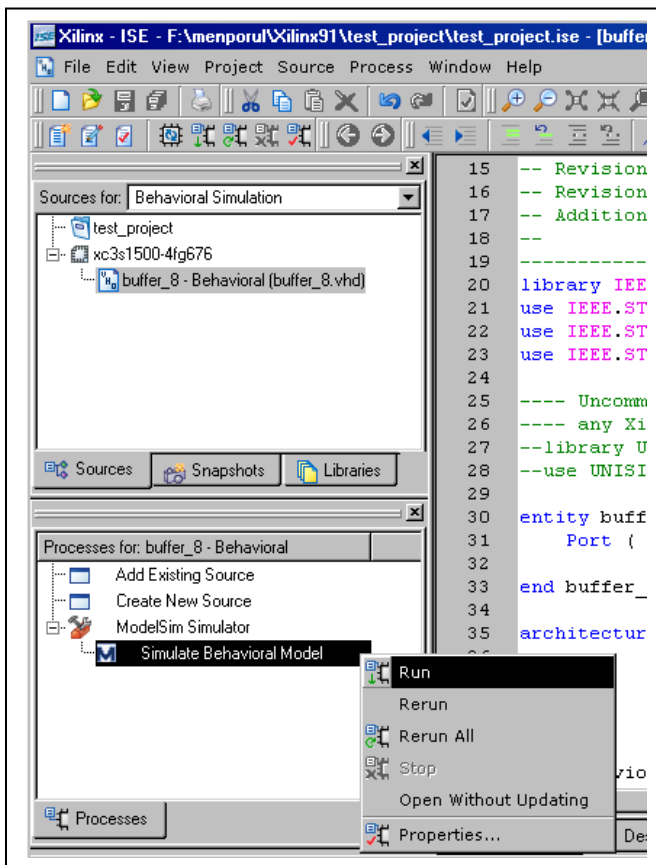 Xilinx - ISE - F:\menporul\Xilinx91\test_project\test_project.ise - [buffe
File Edit View Project Source Process Window Help
Sources for: Behavioral Simulation
test_project
xc3s1500-4fg676
buffer_8 - Behavioral (buffer_8.vhd)
Sources Snapshots Libraries
Processes for: buffer_8 - Behavioral
Add Existing Source
Create New Source
ModelSim Simulator
Simulate Behavioral Model
Processes
15 -- Revision
16 -- Revision
17 -- Addition
18 --
19 -----------
20 library IEE
21 use IEEE.ST
22 use IEEE.ST
23 use IEEE.ST
24
25 ---- Uncomm
26 ---- any Xi
27 --library U
28 --use UNISI
29
30 entity buff
31 Port (
32
33 end buffer_
34
35 architectur
Run
Rerun
Rerun All
Stop
Open Without Updating
Properties...
vio
De